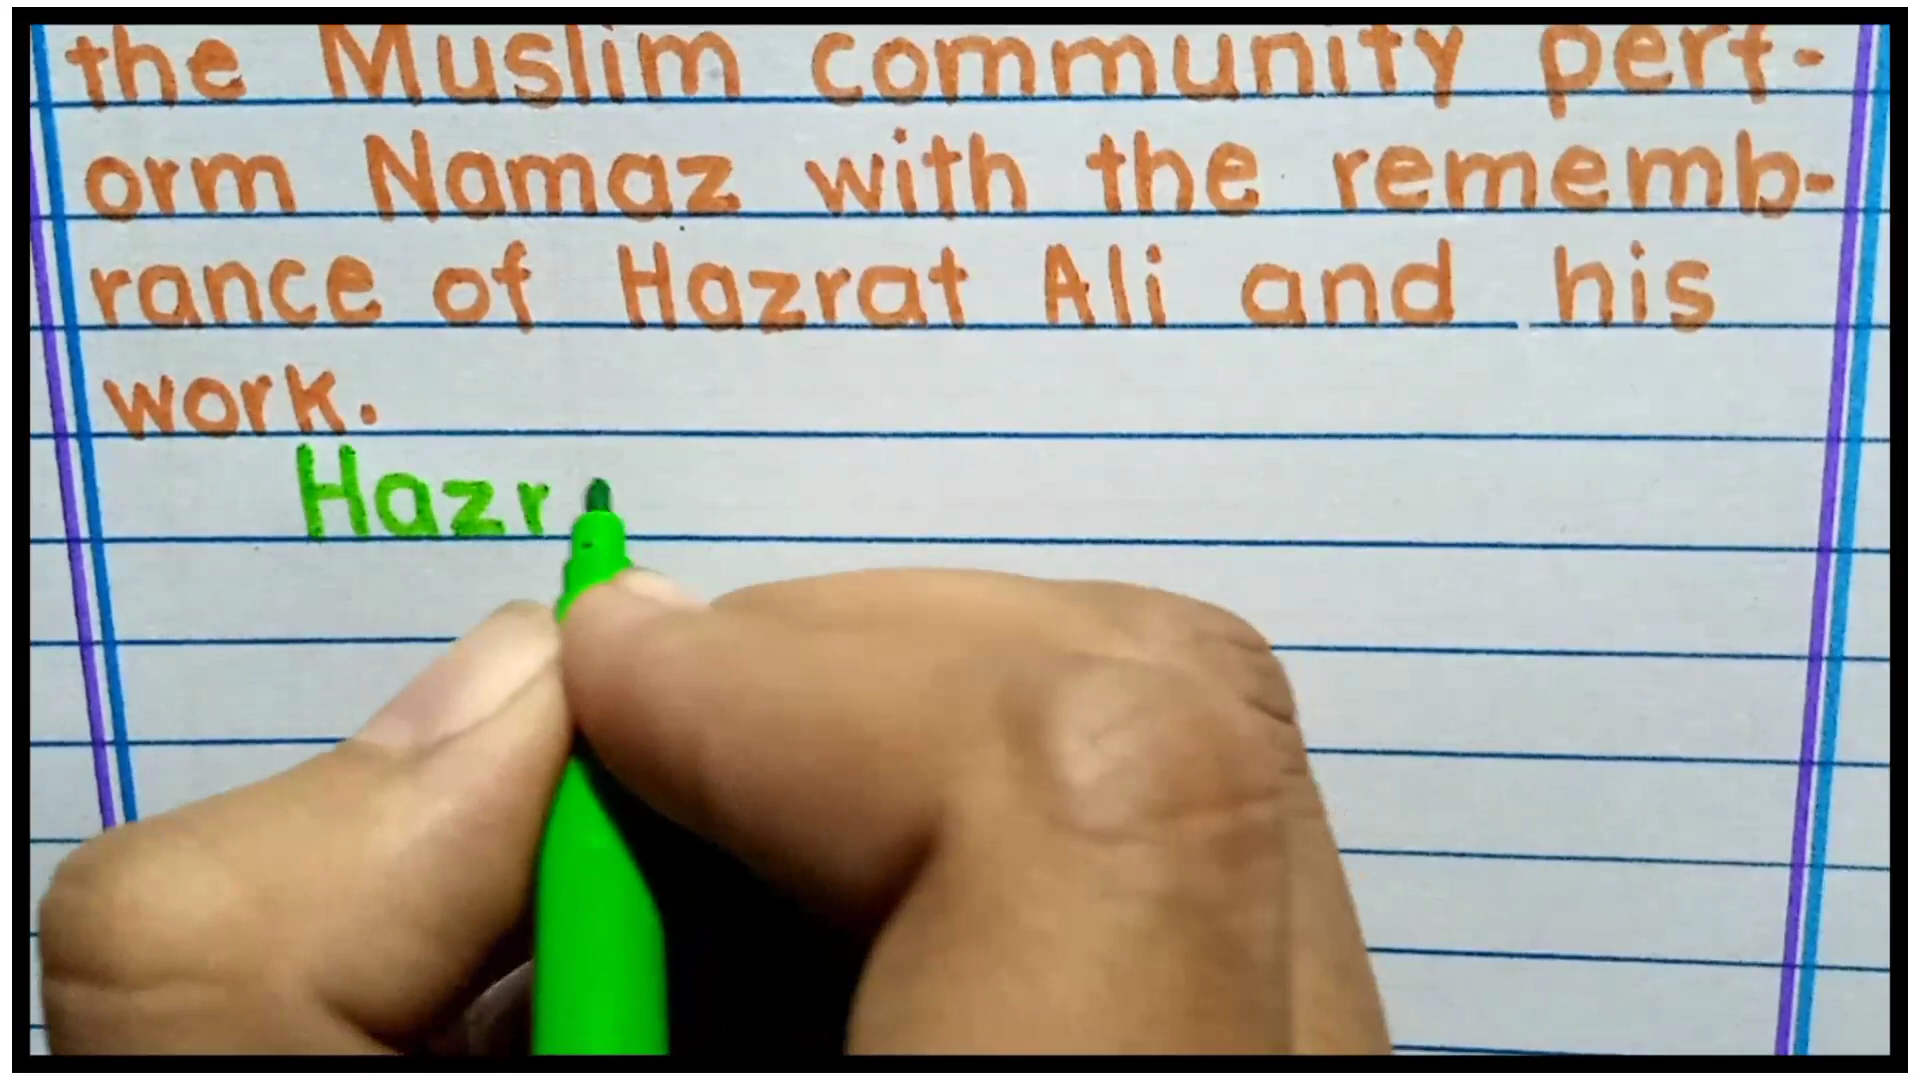 the Muslim community perf-
orm Namaz with the rememb-
rance of Hazrat Ali and his
work.
Hazr